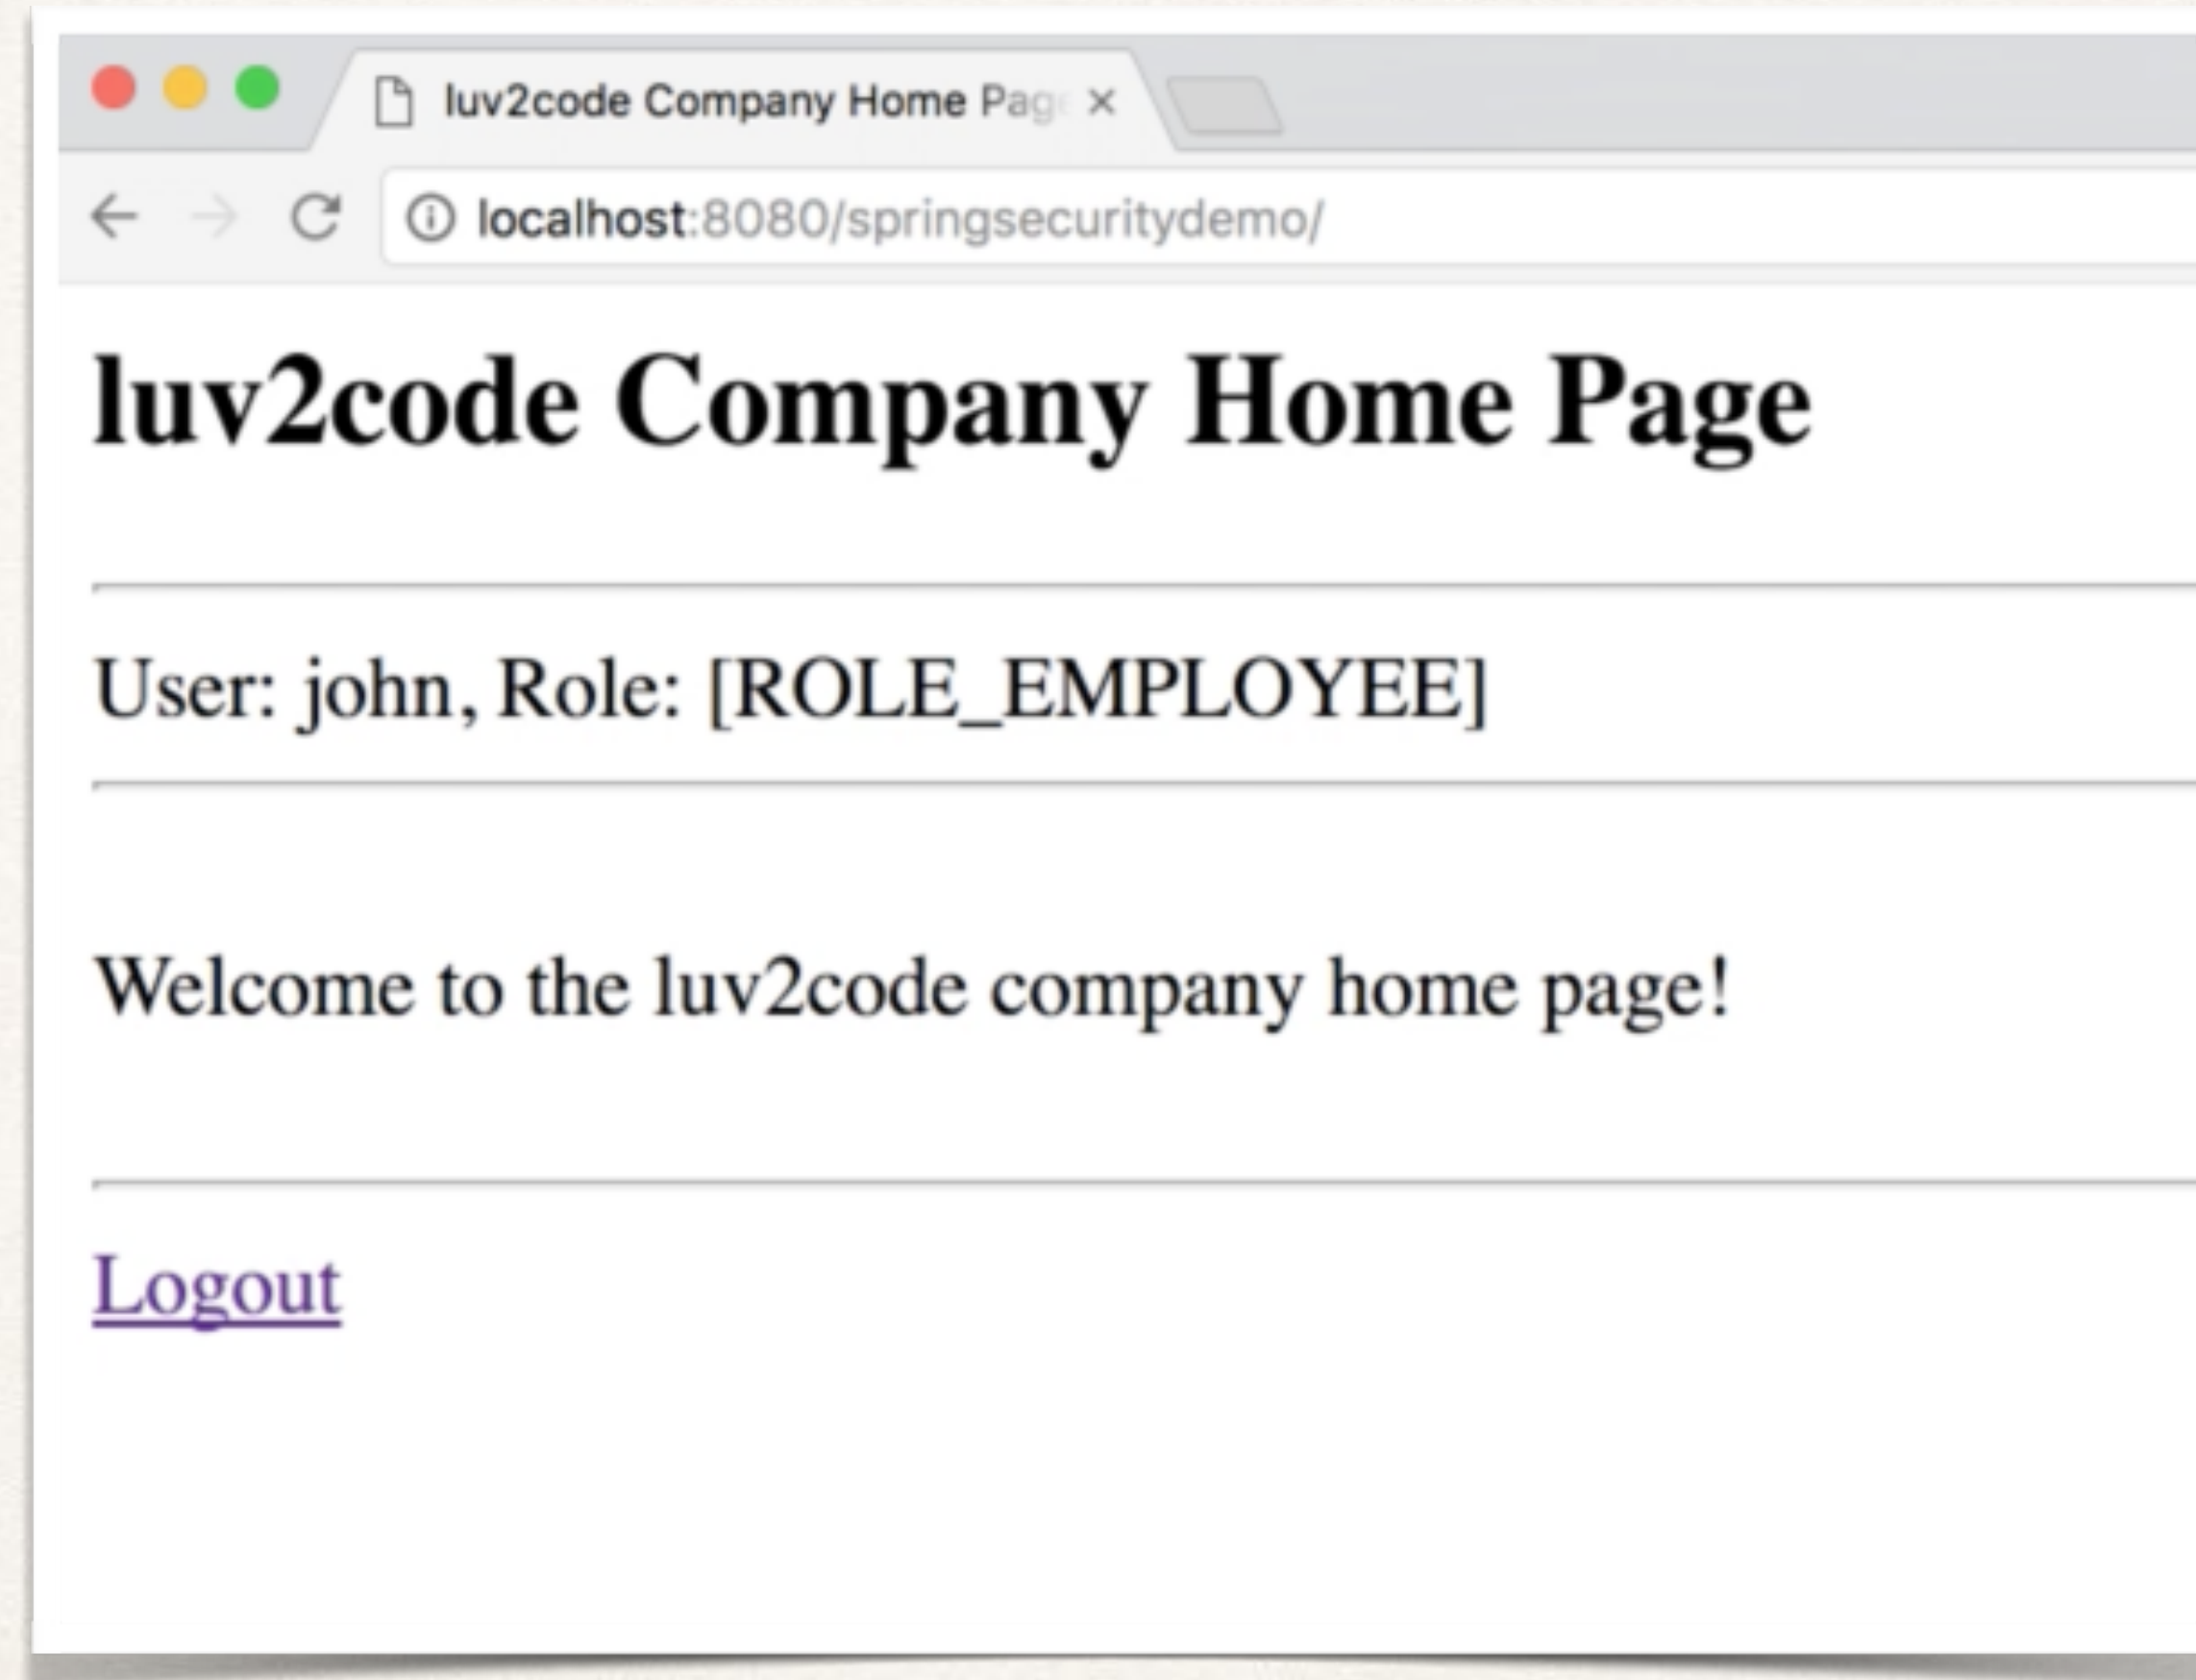 luv2code Company Home Page
localhost:8080/springsecuritydemo/
luv2code Company Home Page
User: john, Role: [ROLE_EMPLOYEE]
Welcome to the luv2code company home page!
Logout